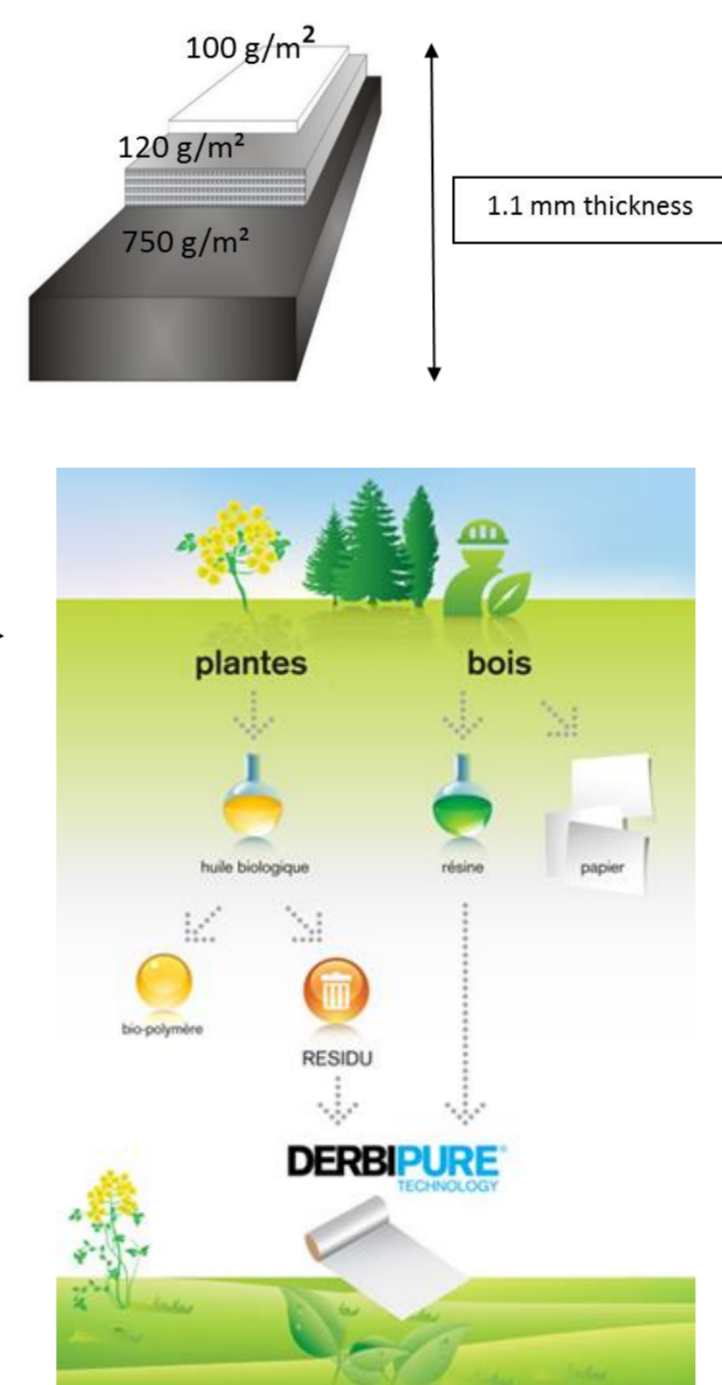 100 g/m²
120 g/m²
1.1 mm thickness
750 g/m²
plantes bois
huile biologique résine papier
bio-polymère
RESIDU
DERBIPURE®
TECHNOLOGY